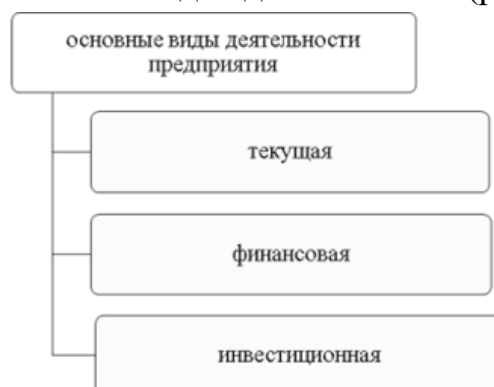 (р
основные виды деятельности
предприятия
текущая
финансовая
инвестиционная